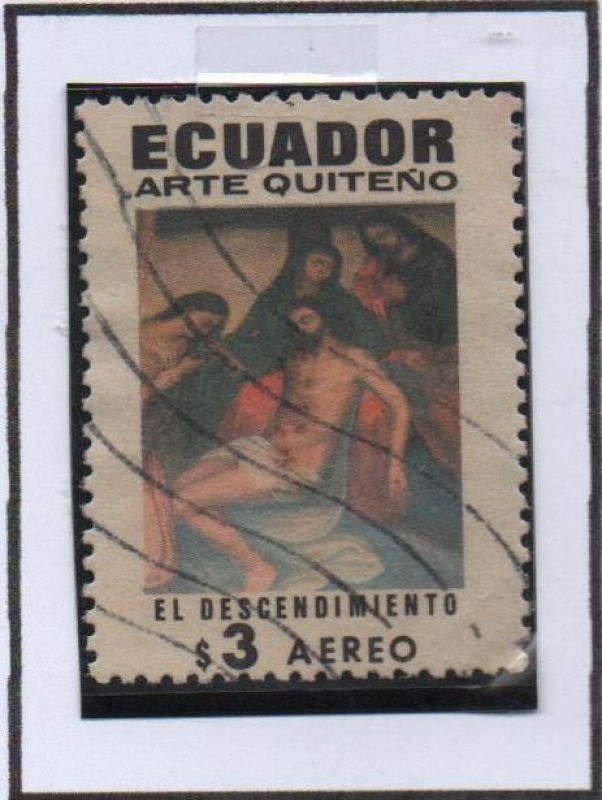 ECUADOR
ARTE QUITEÑO
EL DESCENDIMIENTO
$3 AEREO